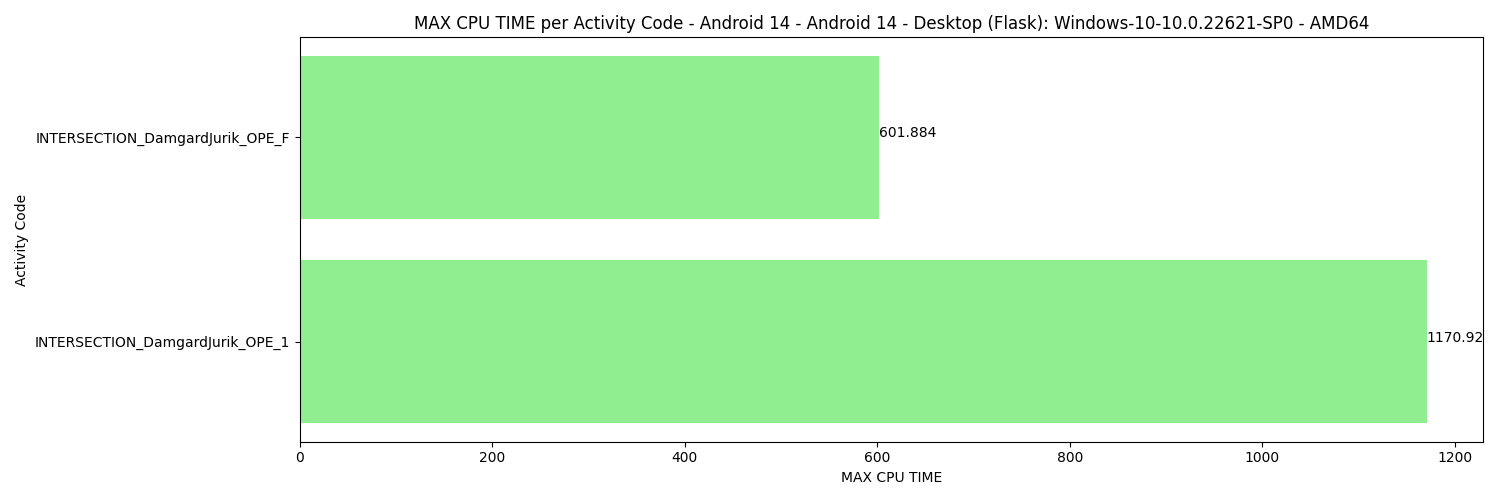 MAX CPU TIME per Activity Code - Android 14 - Android 14 - Desktop (Flask): Windows-10-10.0.22621-SP0 - AMD64
INTERSECTION_DamgardJurik_OPE_F
601.884
Activity Code
INTERSECTION_DamgardJurik_OPE_1
1170.92
0 200 400 600 800 1000 1200
MAX CPU TIME